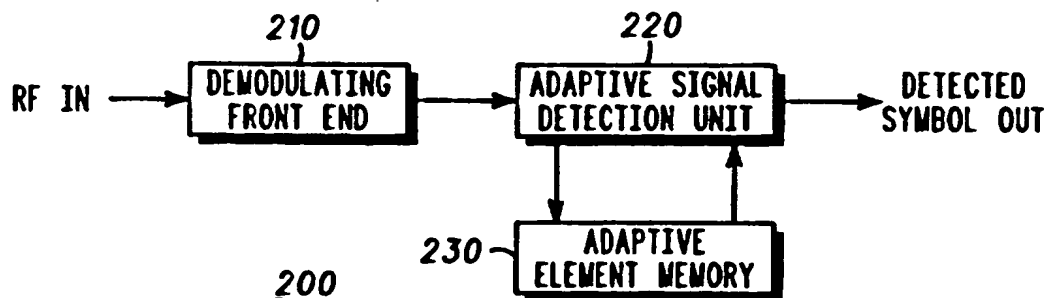 210
220
RF IN
DEMODULATING
FRONT END
ADAPTIVE SIGNAL
DETECTION UNIT
DETECTED
SYMBOL OUT
230
ADAPTIVE
ELEMENT MEMORY
200